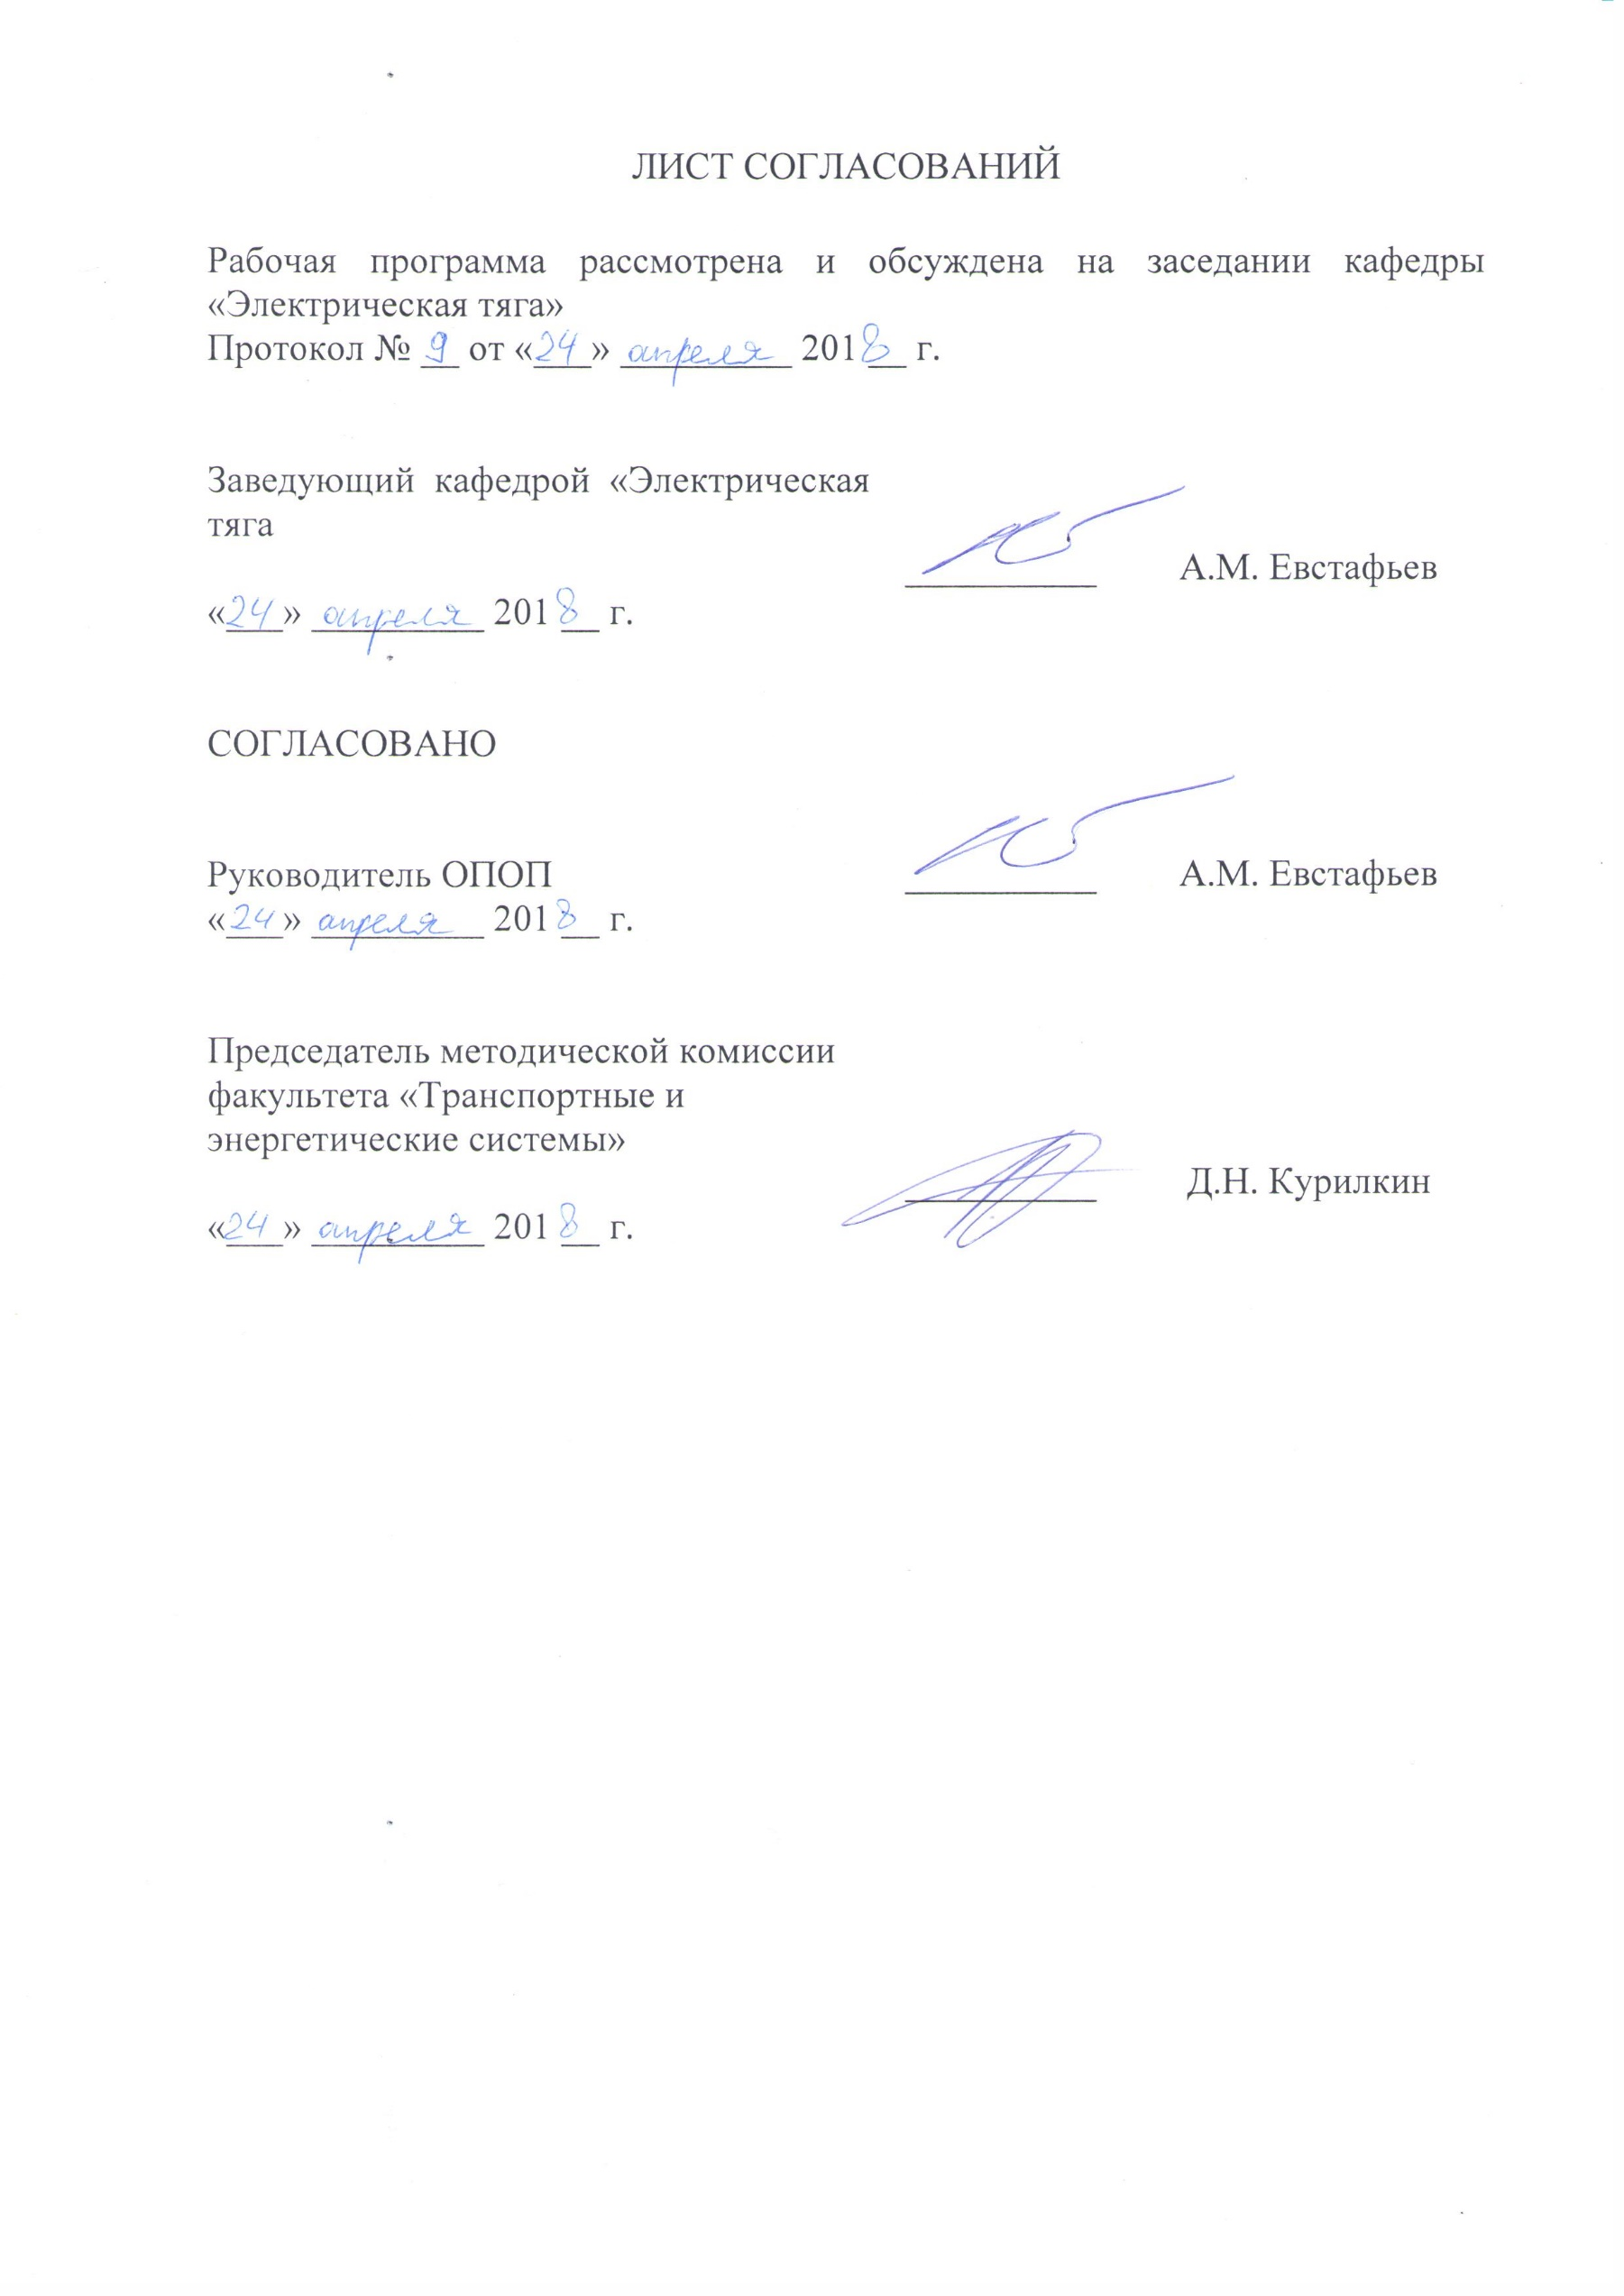 ЛИСТ СОГЛАСОВАНИЙ
Рабочая программа рассмотрена и обсуждена на заседании кафедры
«Электрическая тяга»
Протокол № 9 от «24» апреля 2018 г.
Заведующий кафедрой «Электрическая
тяга
А.М. Евстафьев
«24» апреля 2018 г.
СОГЛАСОВАНО
Руководитель ОПОП А.М. Евстафьев
«24» апреля 2018 г.
Председатель методической комиссии
факультета «Транспортные и
энергетические системы»
Д.Н. Курилкин
«24» апреля 2018 г.